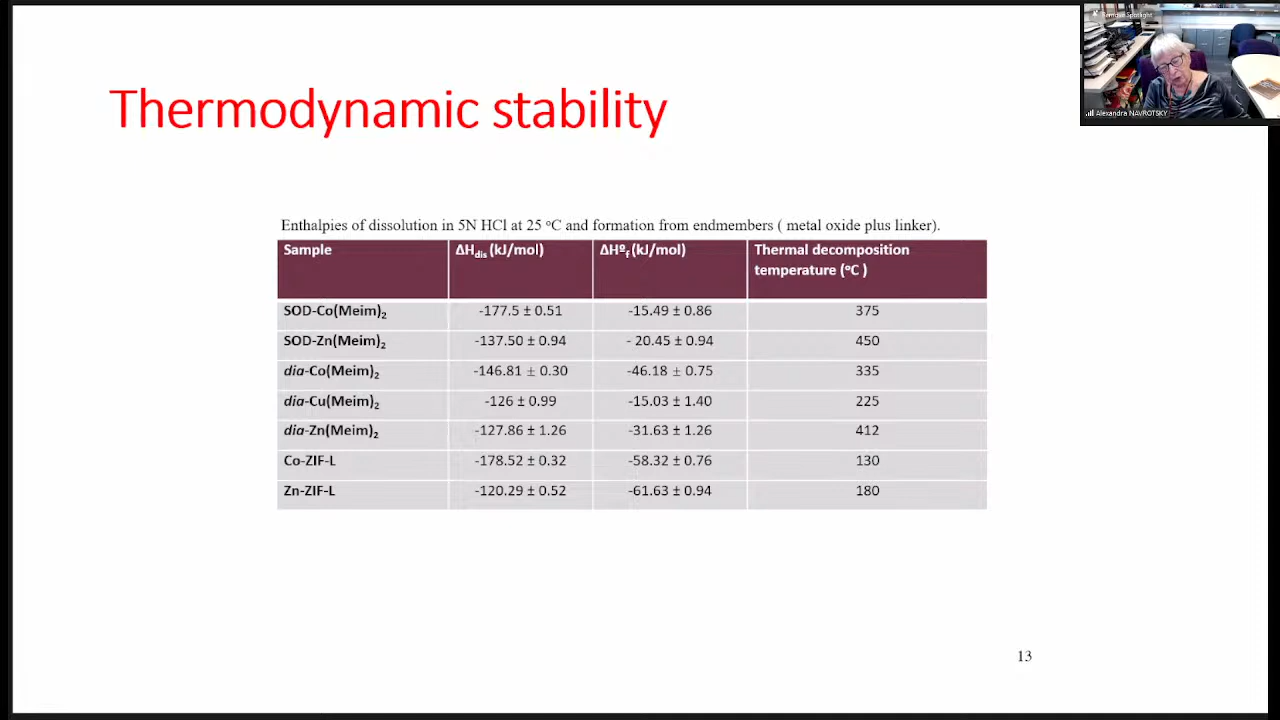 Remove Spotlight
Alexandra NAVROTSKY
Thermodynamic stability
Enthalpies of dissolution in 5N HCl at 25 ºC and formation from endmembers ( metal oxide plus linker).
Sample ΔHdis (kJ/mol) ΔHºf (kJ/mol) Thermal decomposition temperature (ºC )
SOD-Co(Meim)2 -177.5 ± 0.51 -15.49 ± 0.86 375
SOD-Zn(Meim)2 -137.50 ± 0.94 - 20.45 ± 0.94 450
dia-Co(Meim)2 -146.81 ± 0.30 -46.18 ± 0.75 335
dia-Cu(Meim)2 -126 ± 0.99 -15.03 ± 1.40 225
dia-Zn(Meim)2 -127.86 ± 1.26 -31.63 ± 1.26 412
Co-ZIF-L -178.52 ± 0.32 -58.32 ± 0.76 130
Zn-ZIF-L -120.29 ± 0.52 -61.63 ± 0.94 180
13